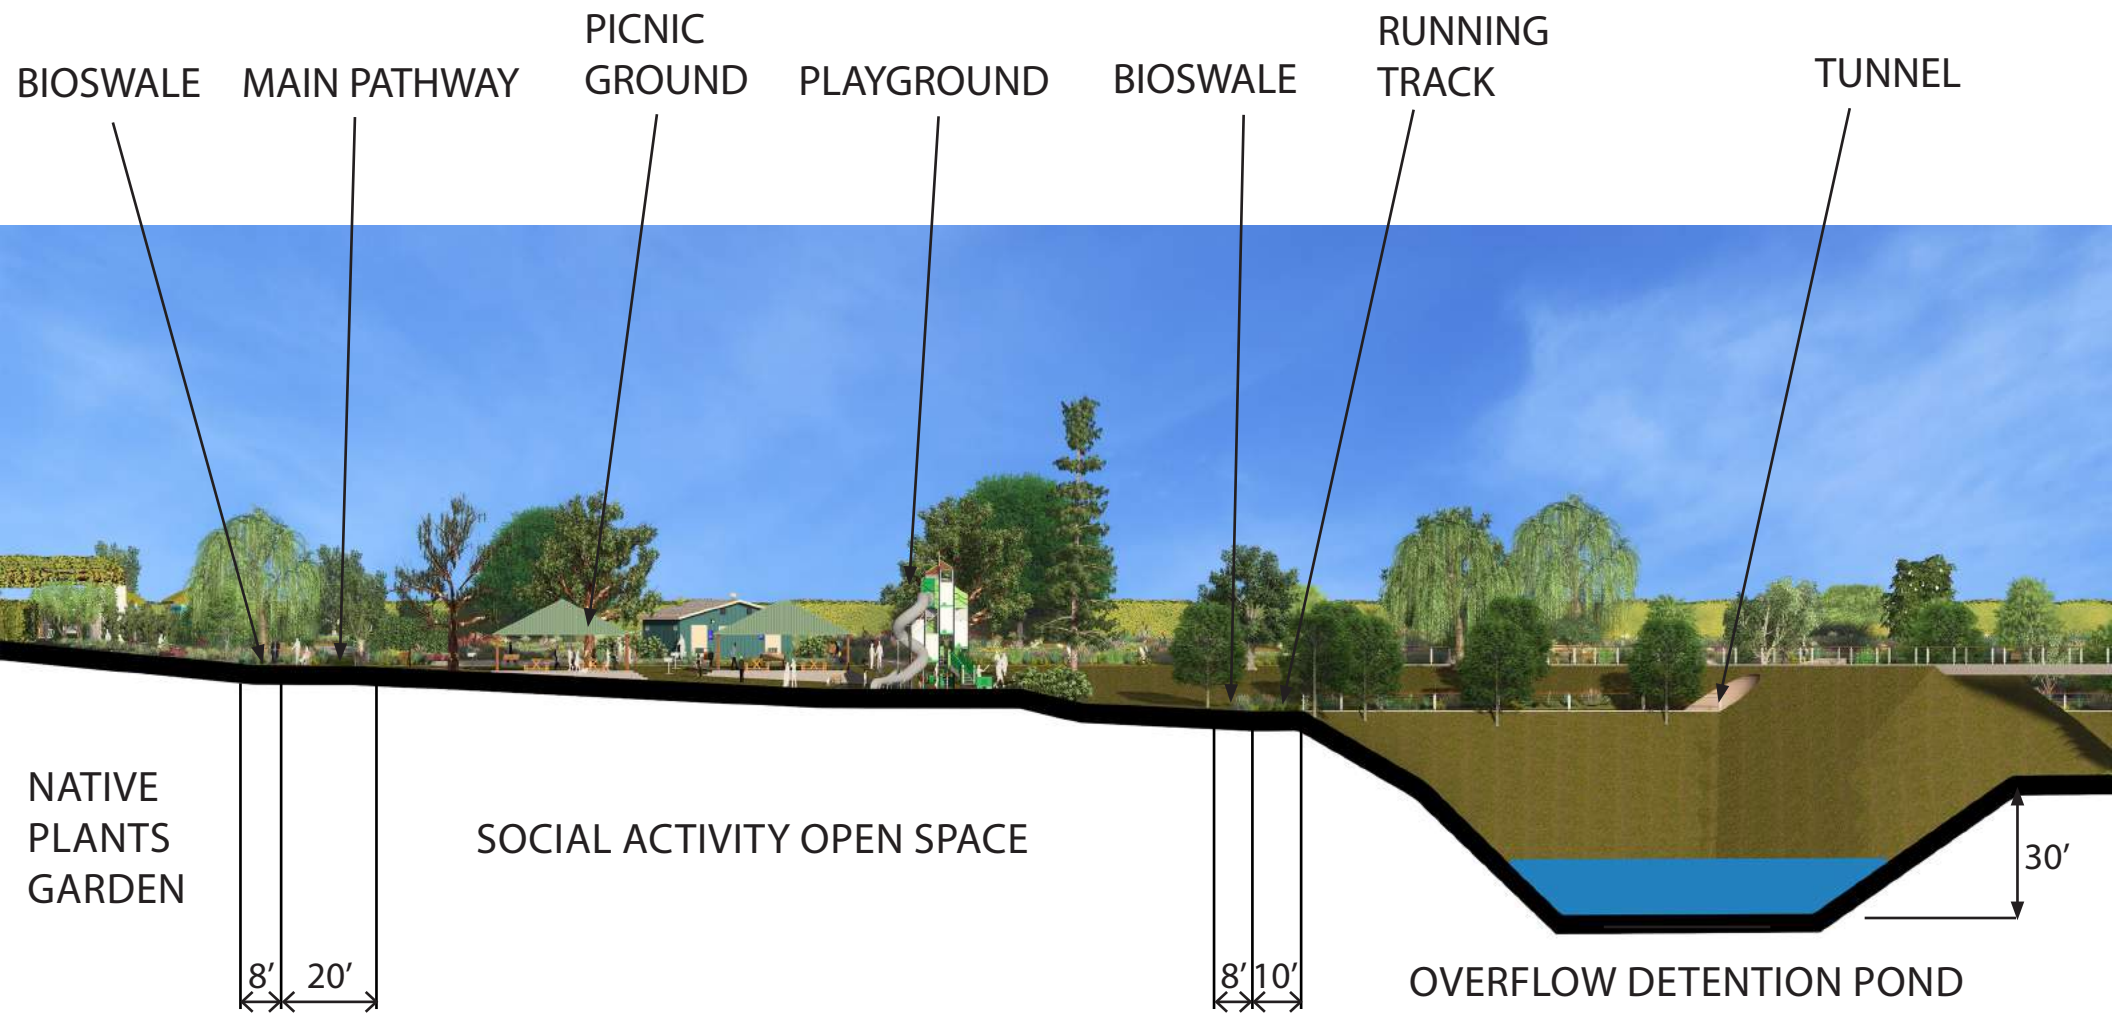 PICNIC
GROUND
RUNNING
TRACK
BIOSWALE
MAIN PATHWAY
PLAYGROUND
BIOSWALE
TUNNEL
NATIVE
PLANTS
GARDEN
SOCIAL ACTIVITY OPEN SPACE
30’
8’
20’
8’
10’
OVERFLOW DETENTION POND